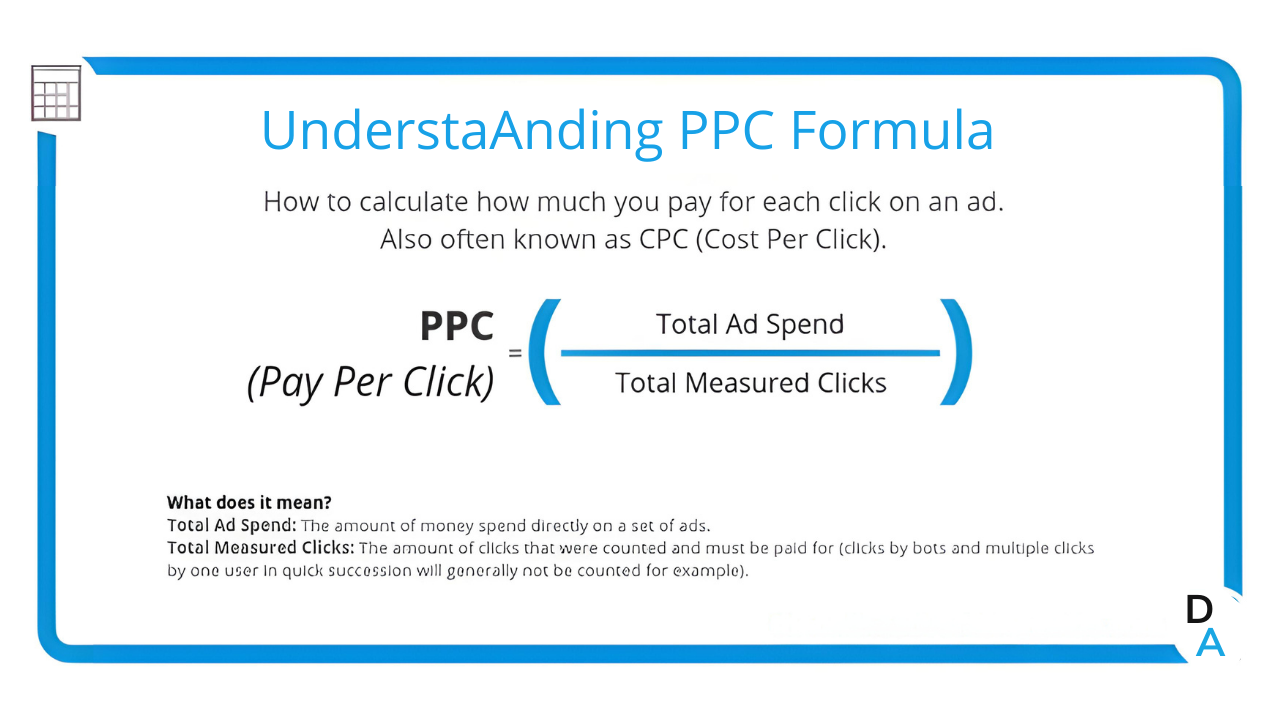 UnderstaAnding PPC Formula
How to calculate how much you pay for each click on an ad.
Also often known as CPC (Cost Per Click).
PPC
(Pay Per Click)
=
Total Ad Spend
Total Measured Clicks
What does it mean?
Total Ad Spend: The amount of money spend directly on a set of ads.
Total Measured Clicks: The amount of clicks that were counted and must be paid for (clicks by bots and multiple clicks
by one user in quick succession will generally not be counted for example).
D
A